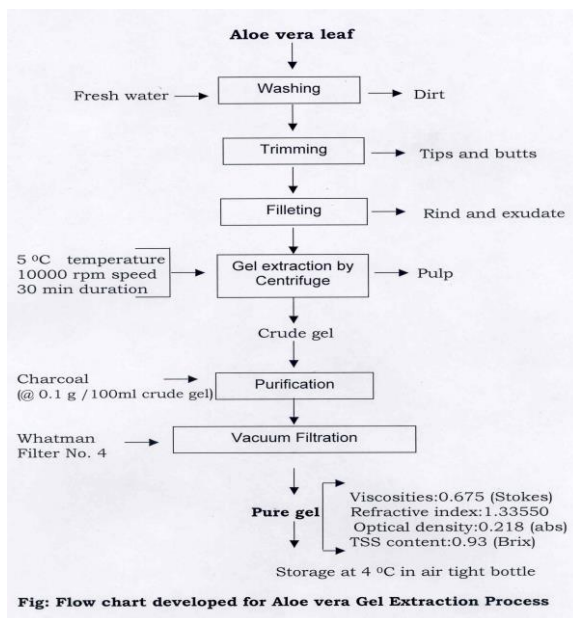 Aloe vera leaf
Fresh water
Washing
Dirt
Trimming
Tips and butts
Filleting
Rind and exudate
5 ⁰C temperature
10000 rpm speed
30 min duration
Gel extraction by
Centrifuge
Pulp
Crude gel
Charcoal
(@ 0.1 g /100ml crude gel)
Purification
Whatman
Filter No. 4
Vacuum Filtration
Pure gel
Viscosities:0.675 (Stokes)
Refractive index:1.33550
Optical density:0.218 (abs)
TSS content:0.93 (Brix)
Storage at 4 ⁰C in air tight bottle
Fig: Flow chart developed for Aloe vera Gel Extraction Process